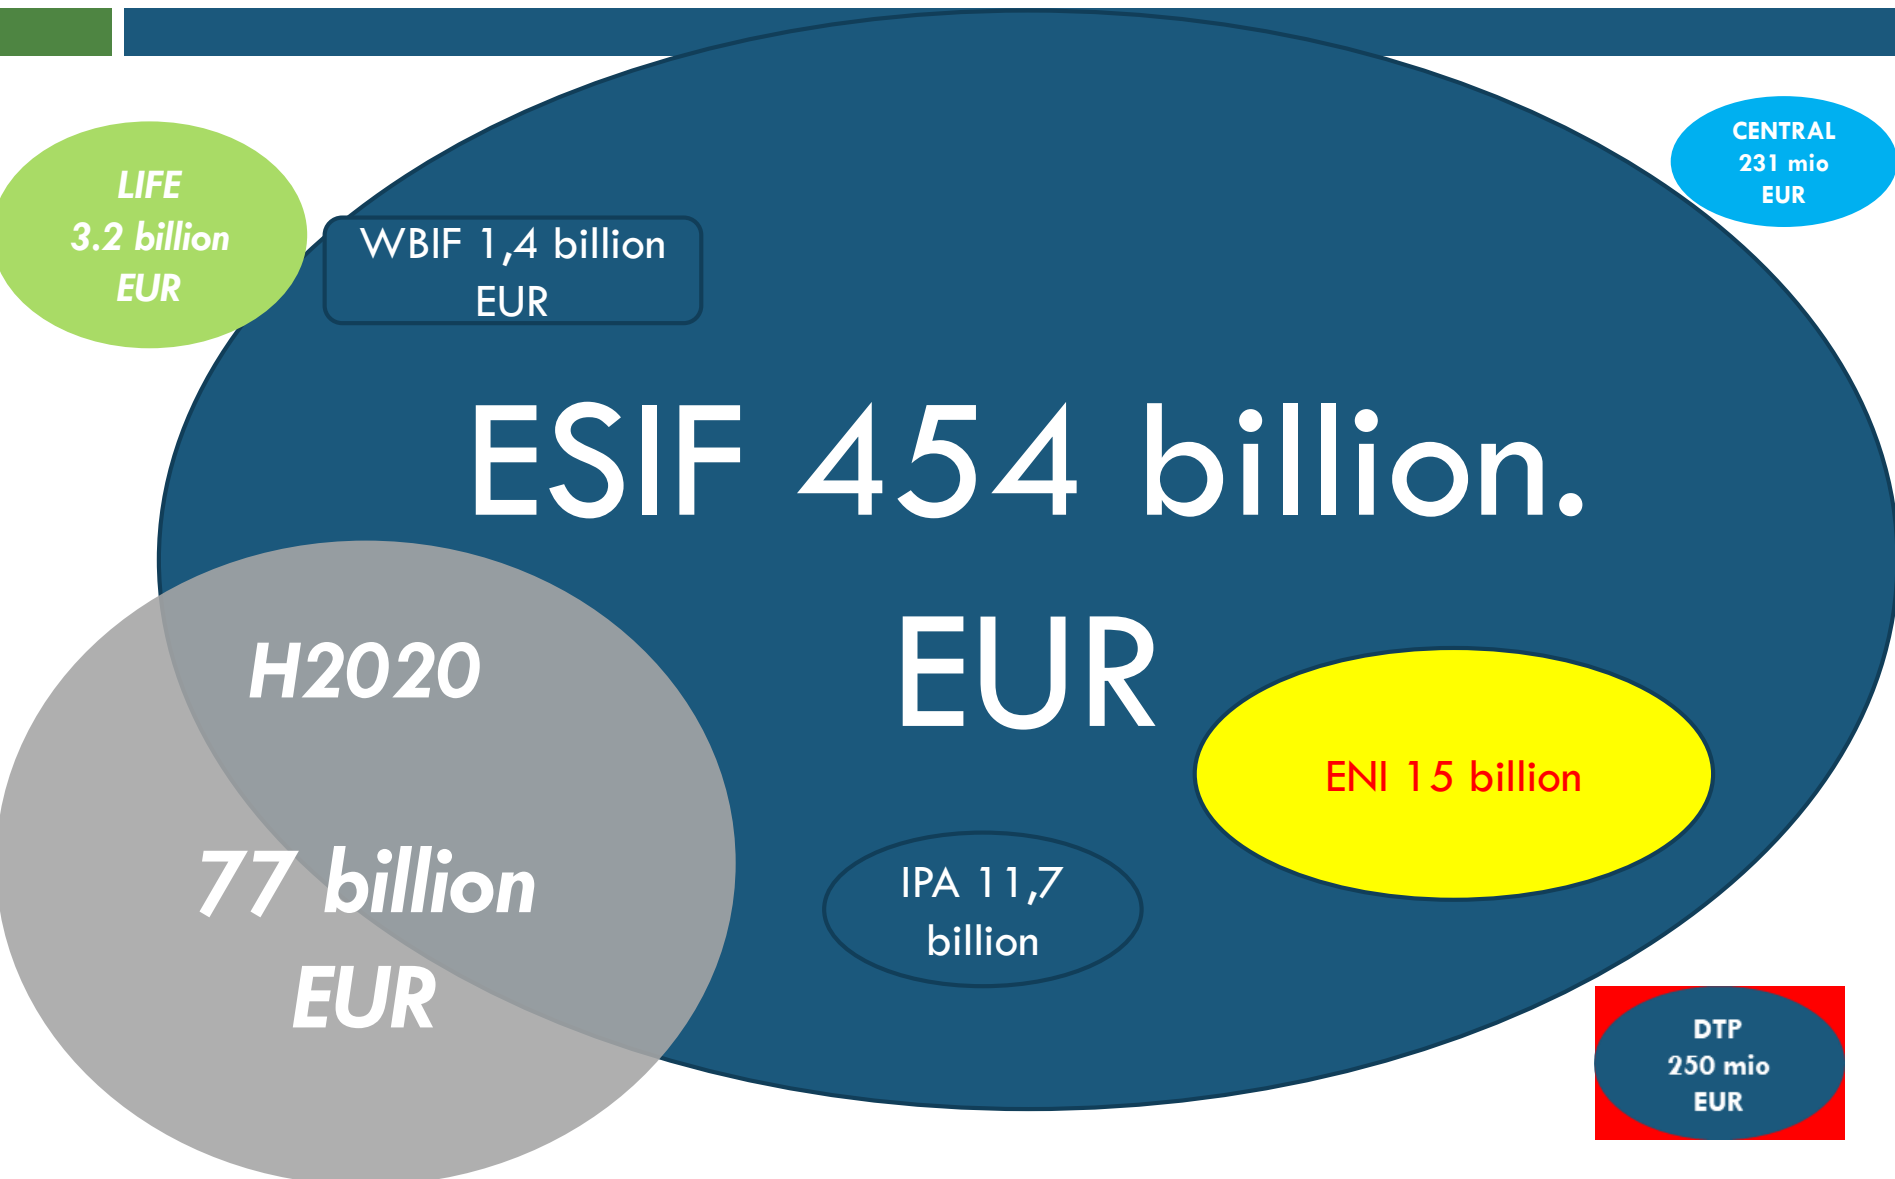 LIFE
3.2 billion
EUR
WBIF 1,4 billion
EUR
CENTRAL
231 mio
EUR
ESIF 454 billion.
EUR
H2020
77 billion
EUR
ENI 15 billion
IPA 11,7
billion
DTP
250 mio
EUR